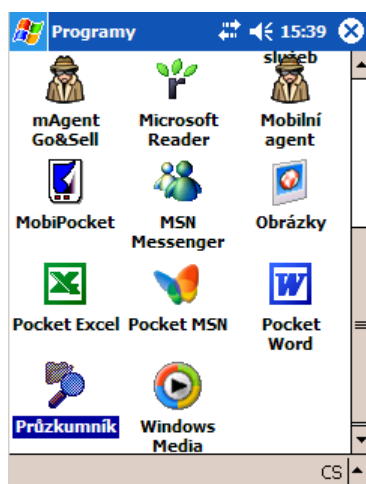 Programy 15:39
služeb
mAgent Microsoft Mobilní
Go&Sell Reader agent
MobiPocket MSN Obrázky
Messenger
Pocket Excel Pocket MSN Pocket
Word
Průzkumník Windows
Media
CS